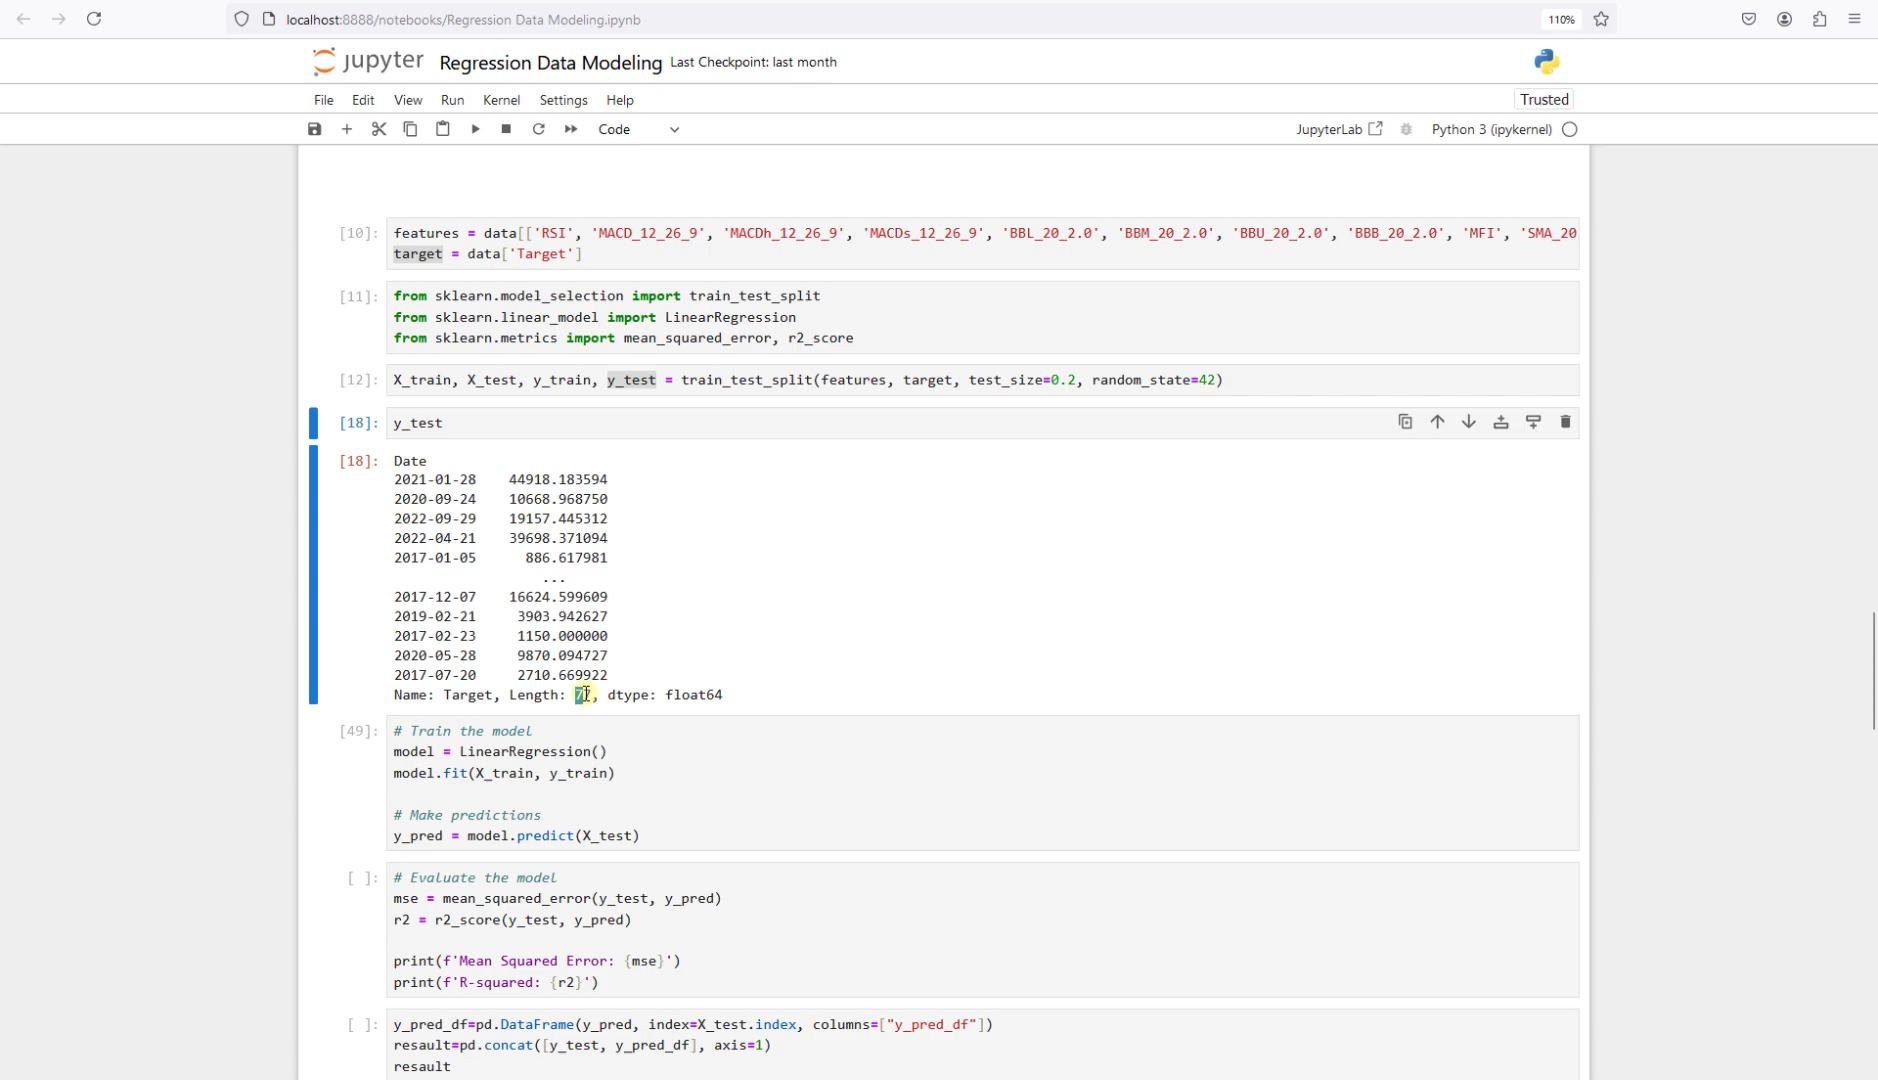 localhost:8888/notebooks/Regression Data Modeling.ipynb
110%
jupyter
Regression Data Modeling Last Checkpoint: last month
File Edit View Run Kernel Settings Help
Trusted
Code
JupyterLab
Python 3 (ipykernel)
[10]:
features = data[['RSI', 'MACD_12_26_9', 'MACDh_12_26_9', 'MACDs_12_26_9', 'BBL_20_2.0', 'BBM_20_2.0', 'BBU_20_2.0', 'BBB_20_2.0', 'MFI', 'SMA_20
target = data['Target']
[11]:
from sklearn.model_selection import train_test_split
from sklearn.linear_model import LinearRegression
from sklearn.metrics import mean_squared_error, r2_score
[12]:
X_train, X_test, y_train, y_test = train_test_split(features, target, test_size=0.2, random_state=42)
[18]:
y_test
[18]:
Date
2021-01-28 44918.183594
2020-09-24 10668.968750
2022-09-29 19157.445312
2022-04-21 39698.371094
2017-01-05 886.617981
...
2017-12-07 16624.599609
2019-02-21 3903.942627
2017-02-23 1150.000000
2020-05-28 9870.094727
2017-07-20 2710.669922
Name: Target, Length: 77, dtype: float64
[49]:
# Train the model
model = LinearRegression()
model.fit(X_train, y_train)
# Make predictions
y_pred = model.predict(X_test)
[ ]:
# Evaluate the model
mse = mean_squared_error(y_test, y_pred)
r2 = r2_score(y_test, y_pred)
print(f'Mean Squared Error: {mse}')
print(f'R-squared: {r2}')
[ ]:
y_pred_df=pd.DataFrame(y_pred, index=X_test.index, columns=["y_pred_df"])
resault=pd.concat([y_test, y_pred_df], axis=1)
resault